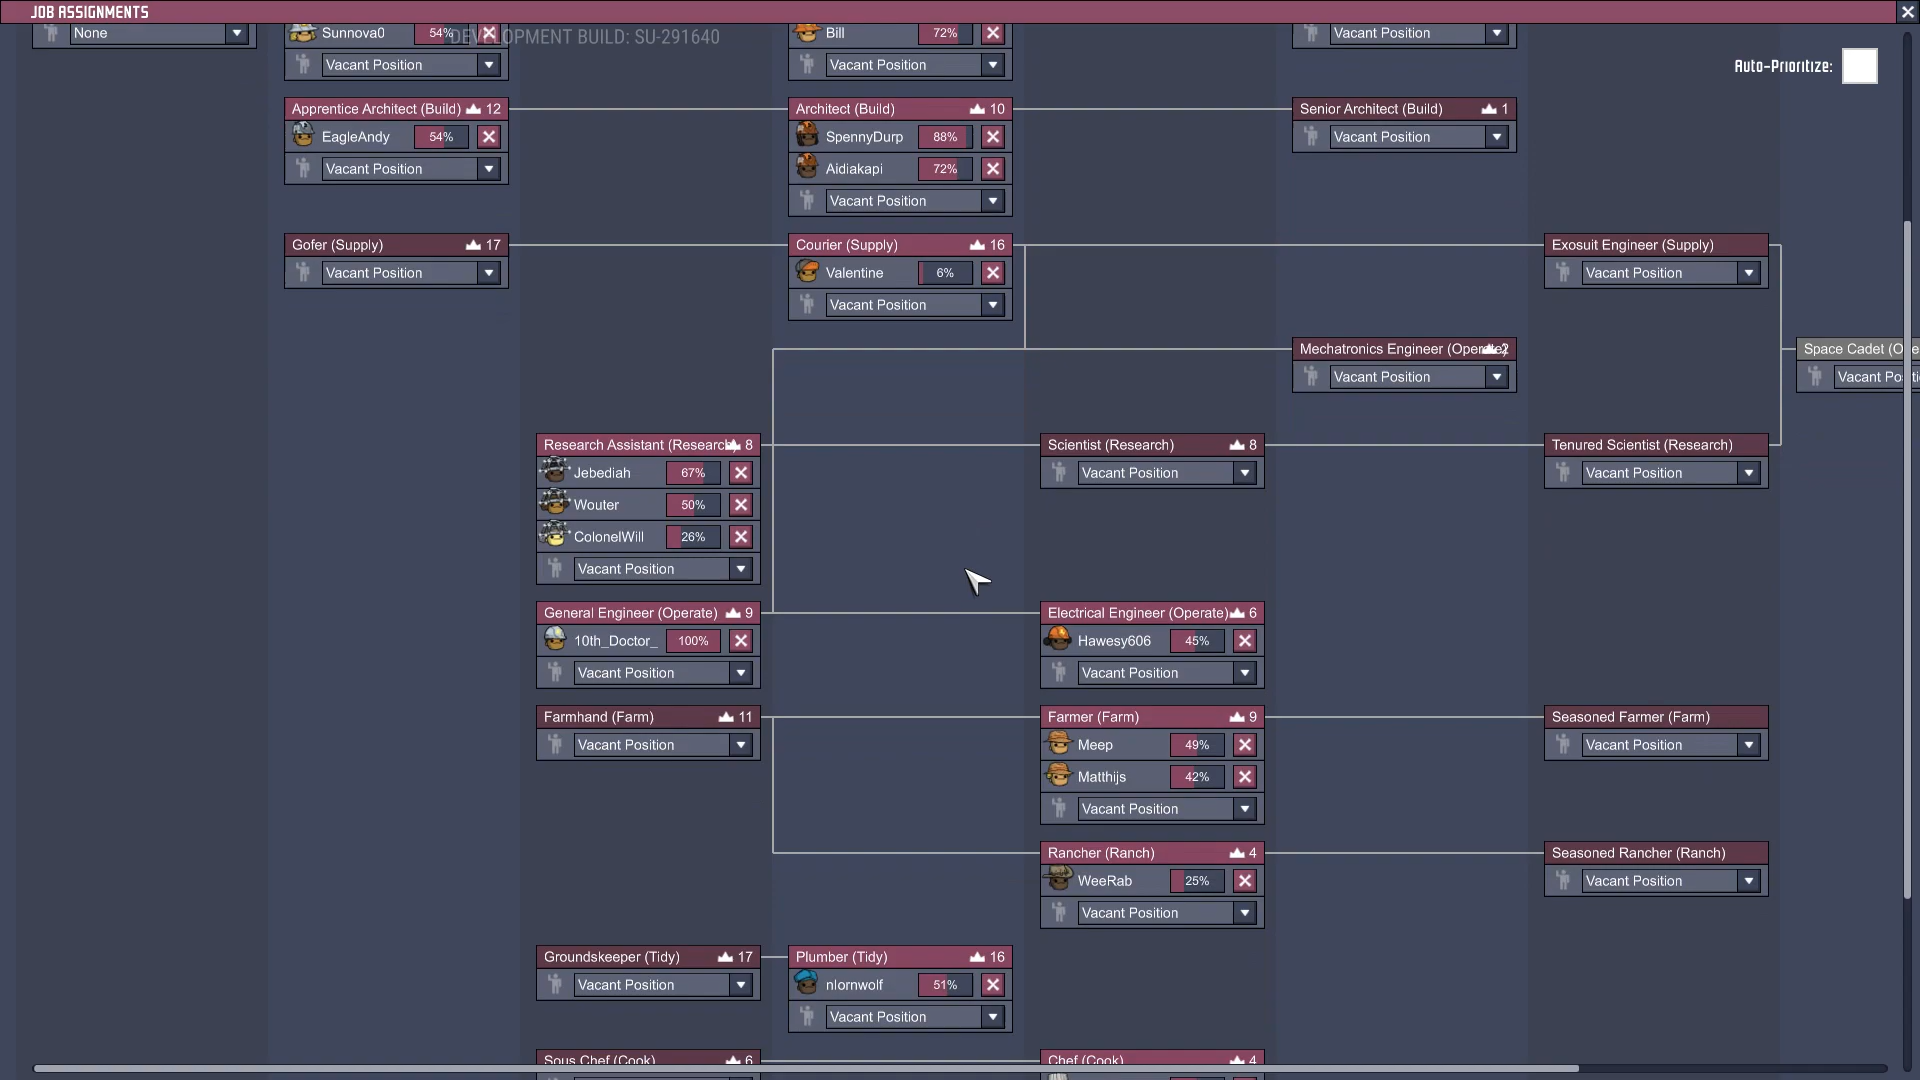 JOB ASSIGNMENTS
None
Sunnova0 54%
DEVELOPMENT BUILD: SU-291640
Bill 72%
Vacant Position
Vacant Position
Vacant Position
Auto-Prioritize:
Apprentice Architect (Build) 12
Architect (Build) 10
Senior Architect (Build) 1
EagleAndy 54%
SpennyDurp 88%
Vacant Position
Vacant Position
Aidiakapi 72%
Vacant Position
Gofer (Supply) 17
Courier (Supply) 16
Exosuit Engineer (Supply)
Vacant Position
Valentine 6%
Vacant Position
Vacant Position
Mechatronics Engineer (Operate) 2
Space Cadet (Ope
Vacant Position
Vacant Positi
Research Assistant (Research 8
Scientist (Research) 8
Tenured Scientist (Research)
Jebediah 67%
Vacant Position
Vacant Position
Wouter 50%
ColonelWill 26%
Vacant Position
General Engineer (Operate) 9
Electrical Engineer (Operate) 6
10th_Doctor_ 100%
Hawesy606 45%
Vacant Position
Vacant Position
Farmhand (Farm) 11
Farmer (Farm) 9
Seasoned Farmer (Farm)
Vacant Position
Meep 49%
Vacant Position
Matthijs 42%
Vacant Position
Rancher (Ranch) 4
Seasoned Rancher (Ranch)
WeeRab 25%
Vacant Position
Vacant Position
Groundskeeper (Tidy) 17
Plumber (Tidy) 16
Vacant Position
nlornwolf 51%
Vacant Position
Sous Chef (Cook) 6
Chef (Cook) 4